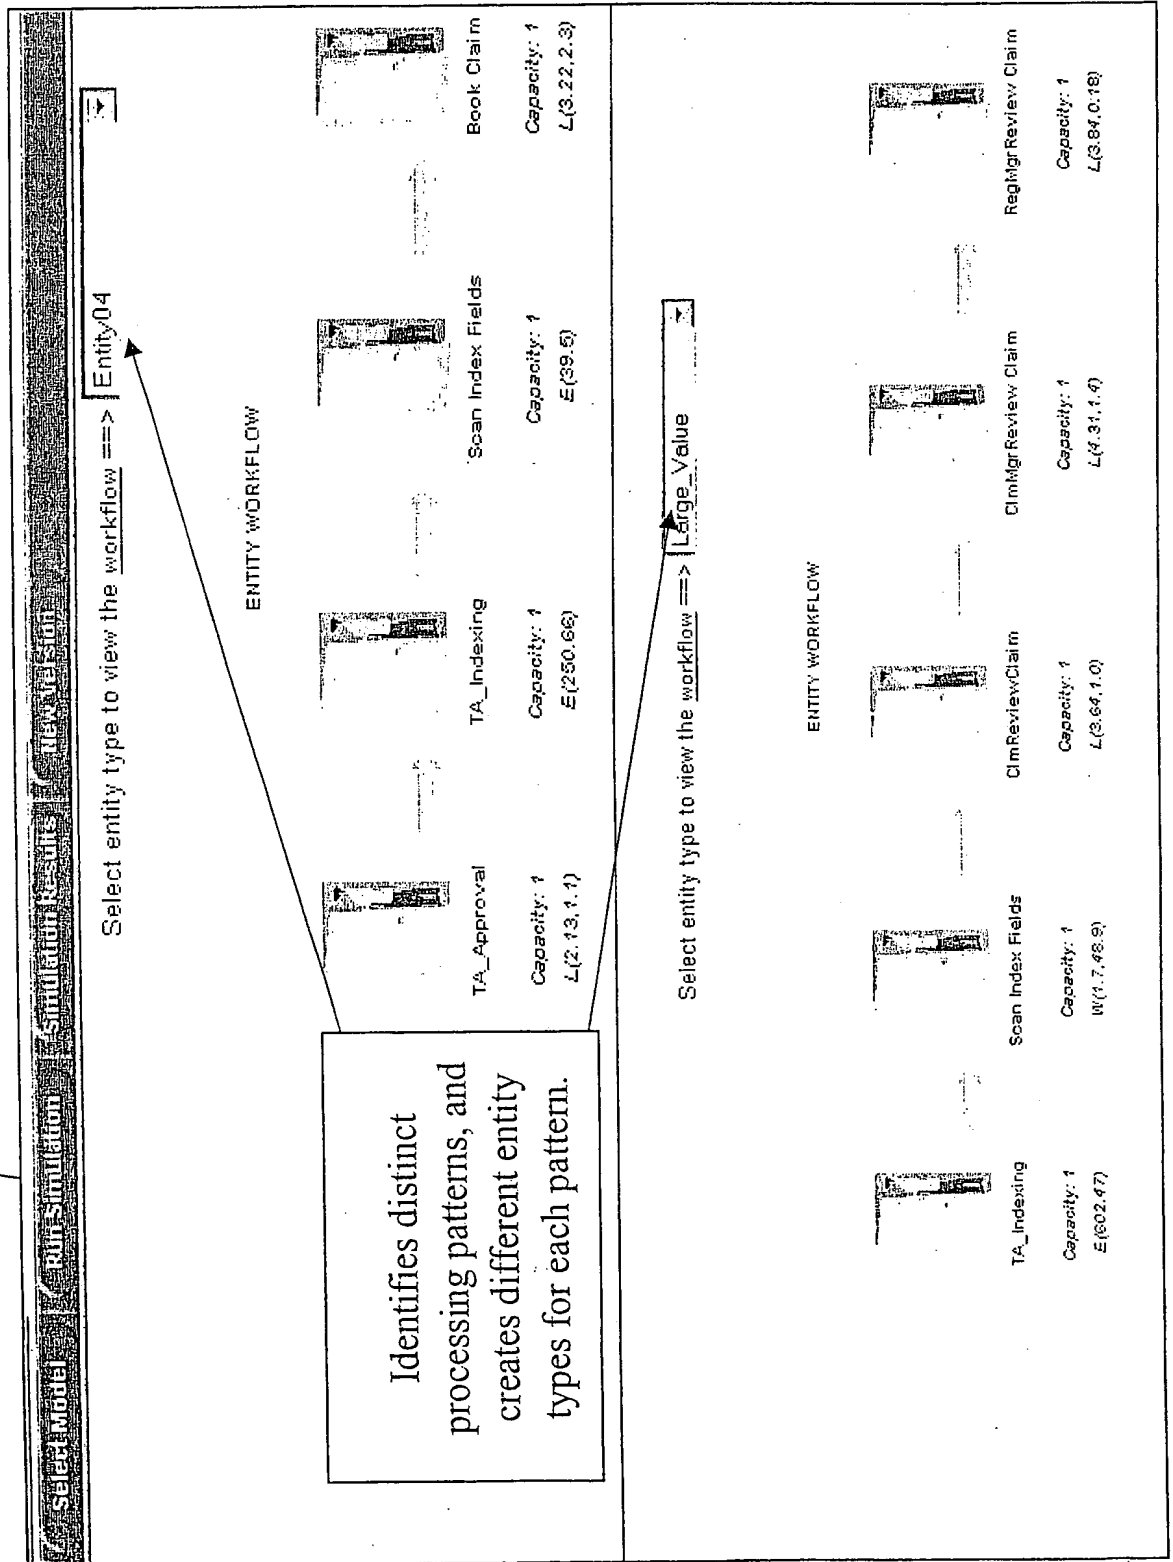 Select Model Run Simulation Simulation Results New Version
Select entity type to view the workflow ==> Entity04
ENTITY WORKFLOW
TA_Approval TA_Indexing Scan Index Fields Book Claim
Capacity: 1 Capacity: 1 Capacity: 1 Capacity: 1
L(2.13,1.1) E(250.66) E(39.5) L(3.22,2.3)
Identifies distinct
processing patterns, and
creates different entity
types for each pattern.
Select entity type to view the workflow ==> Large_Value
ENTITY WORKFLOW
TA_Indexing Scan Index Fields ClmReviewClaim ClmMgrReview Claim RegMgrReview Claim
Capacity: 1 Capacity: 1 Capacity: 1 Capacity: 1 Capacity: 1
E(602.47) W(1.7,48.9) L(3.64,1.0) L(4.31,1.4) L(3.84,0.18)